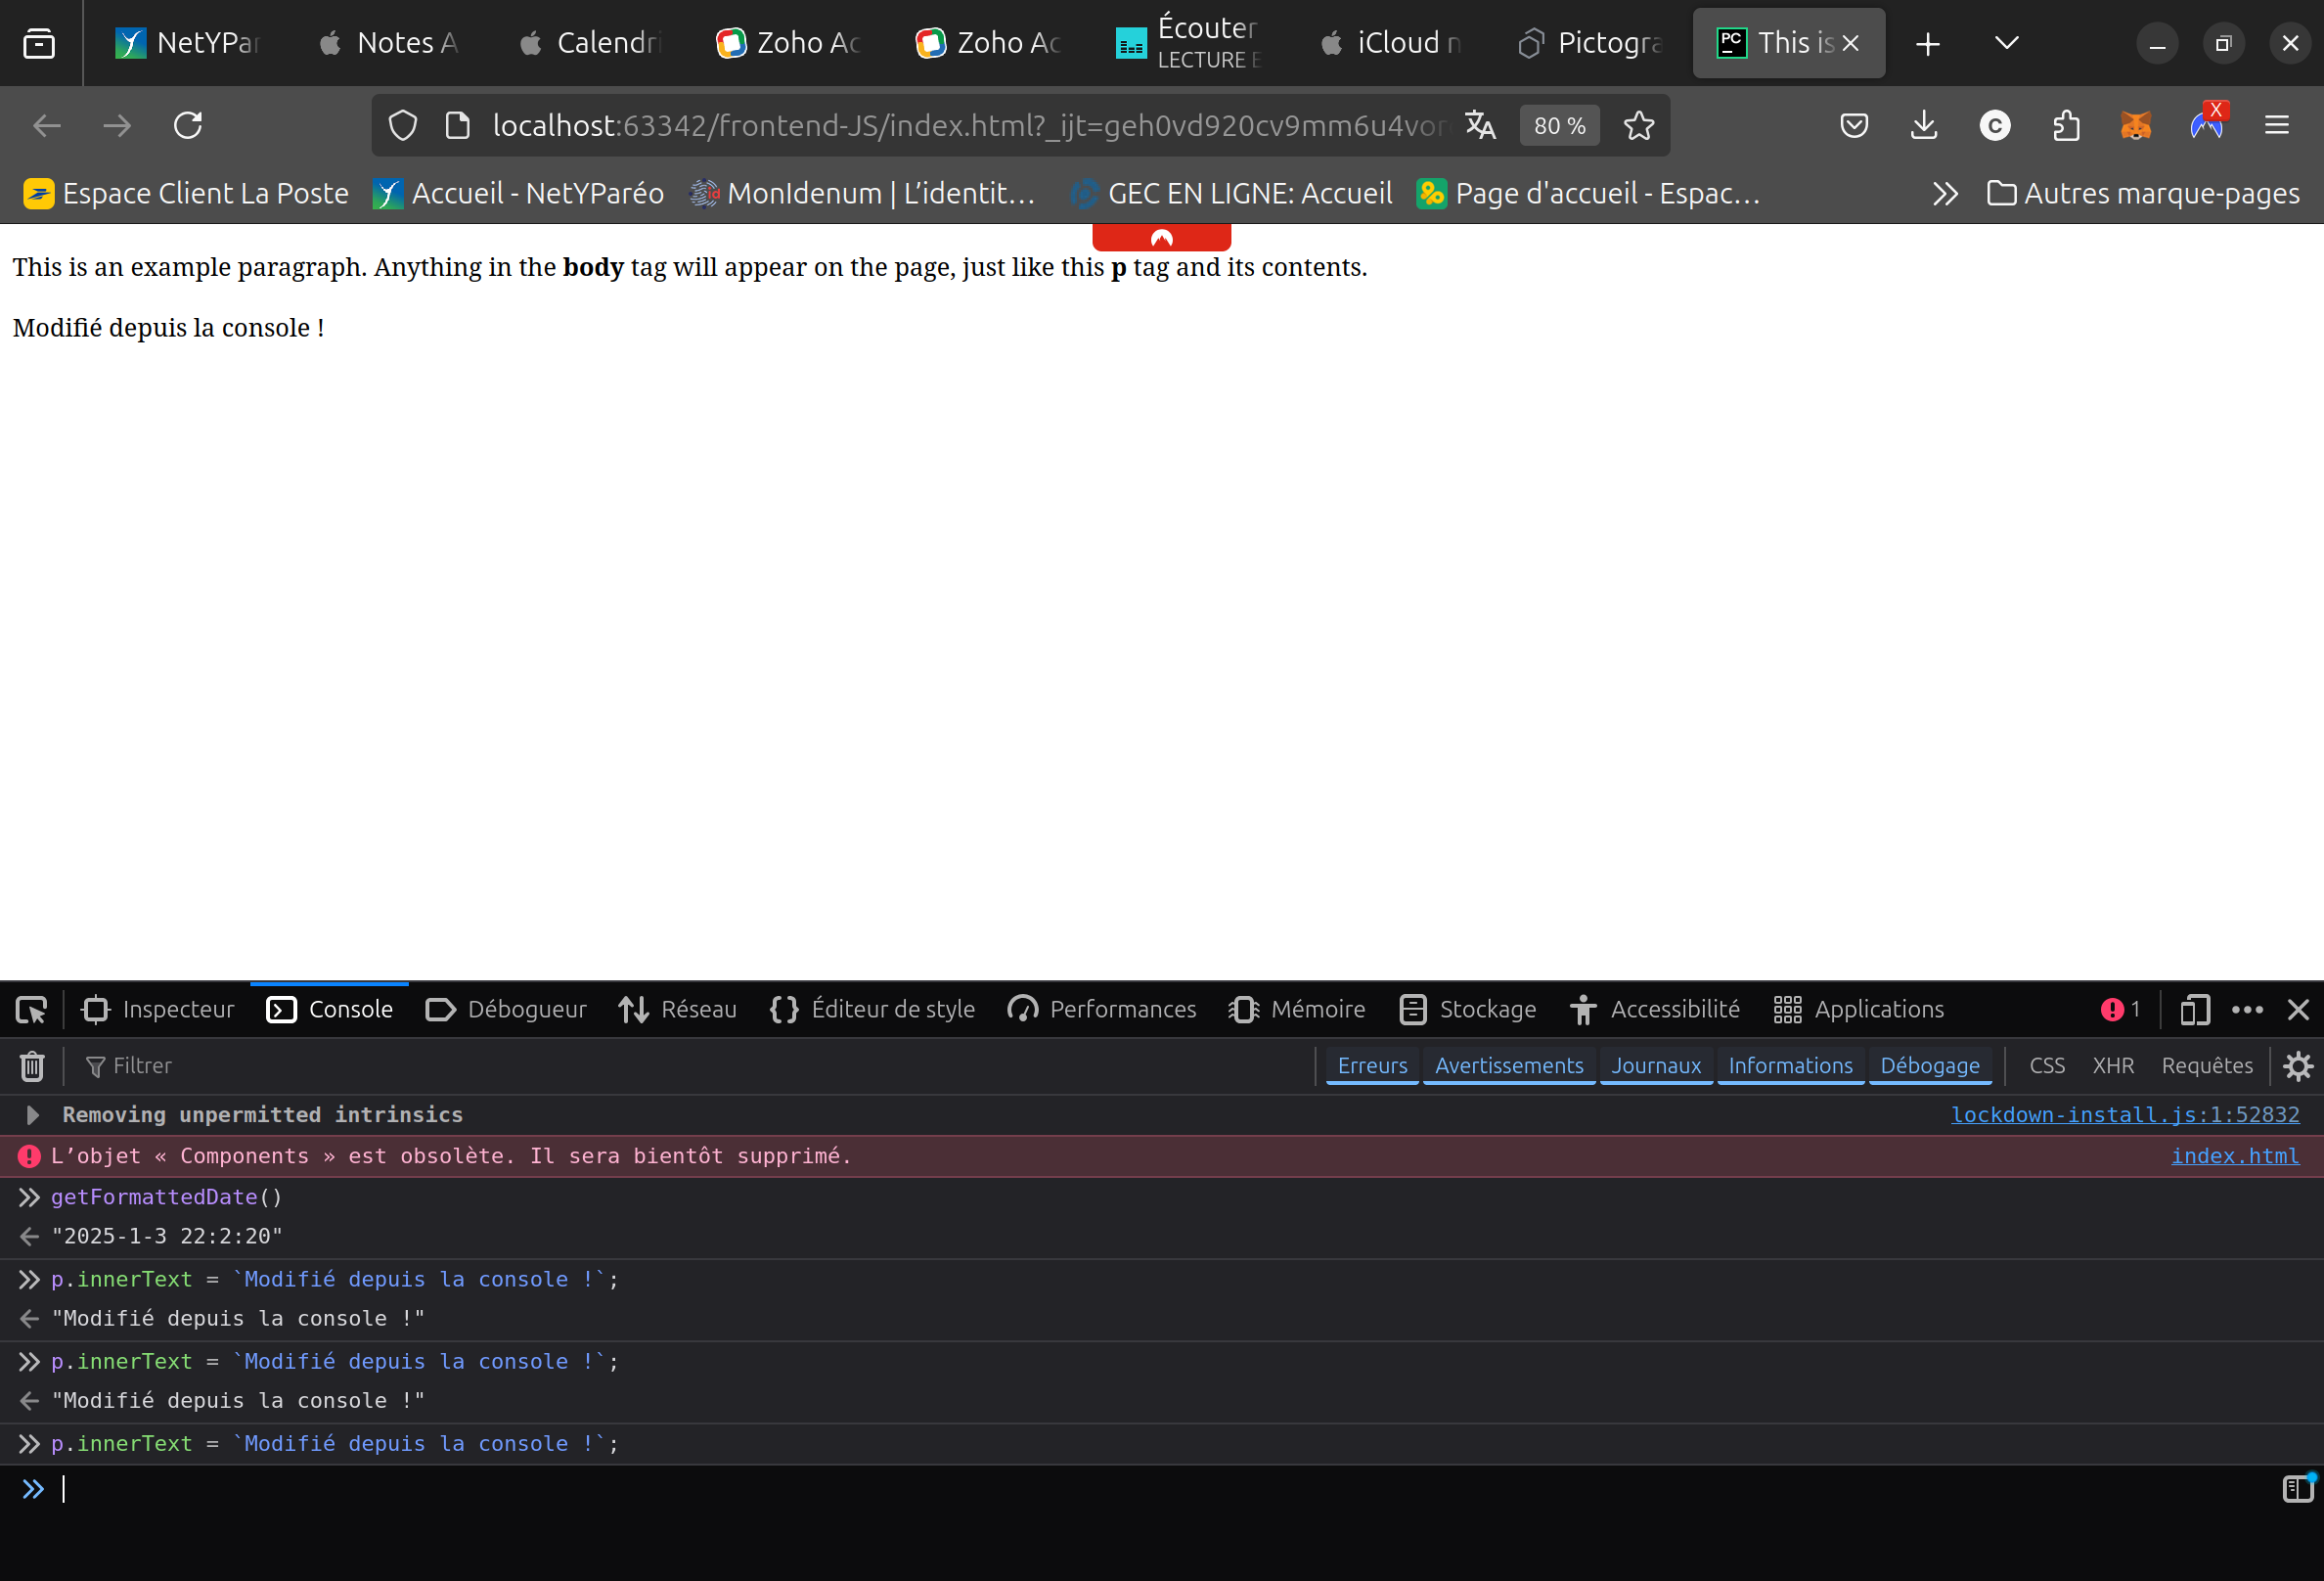 NetYPar
Notes A
Calendri
Zoho Ac
Zoho Ac
Écouter
LECTURE E
iCloud n
Pictogra
PC
This is
localhost:63342/frontend-JS/index.html?_ijt=geh0vd920cv9mm6u4vor
80 %
C
X
Espace Client La Poste
Accueil - NetYParéo
id
MonIdenum | L’identit…
GEC EN LIGNE: Accueil
Page d'accueil - Espac…
Autres marque-pages
This is an example paragraph. Anything in the body tag will appear on the page, just like this p tag and its contents.
Modifié depuis la console !
Inspecteur
Console
Débogueur
Réseau
Éditeur de style
Performances
Mémoire
Stockage
Accessibilité
Applications
1
Filtrer
Erreurs
Avertissements
Journaux
Informations
Débogage
CSS
XHR
Requêtes
Removing unpermitted intrinsics
lockdown-install.js:1:52832
L’objet « Components » est obsolète. Il sera bientôt supprimé.
index.html
getFormattedDate()
"2025-1-3 22:2:20"
p.innerText = `Modifié depuis la console !`;
"Modifié depuis la console !"
p.innerText = `Modifié depuis la console !`;
"Modifié depuis la console !"
p.innerText = `Modifié depuis la console !`;